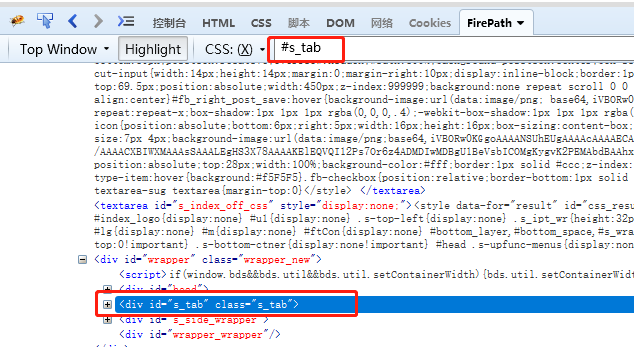 控制台 HTML CSS 脚本 DOM 网络 Cookies FirePath
Top Window Highlight CSS: (X) #s_tab
cut-input{width:14px;height:14px;margin:0;margin-right:10px;display:inline-block;border:1px
top:69.5px;position:absolute;width:450px;z-index:999999;background:none repeat scroll 0 0
align:center}#fb_right_post_save:hover{background-image:url(data:image/png; base64,iVBORw0
repeat:repeat-x;box-shadow:1px 1px 1px rgba(0,0,0,.4);-webkit-box-shadow:1px 1px 1px rgba(
icon{position:absolute;bottom:6px;right:5px;width:16px;height:16px;box-sizing:content-box;
size:7px 4px;background-image:url(data:image/png;base64,
position:absolute;top:28px;width:100%;background-color:#fff;border:1px solid #ccc;z-index:
type-item:hover{background:#f5F5F5}.fb-checkbox{position:relative;border-bottom:1px solid
textarea-sug textarea{margin-top:0}</style> </textarea>
<textarea id="s_index_off_css" style="display:none;"><style data-for="result" id="css_resu
#index_logo{display:none} #u1{display:none} .s-top-left{display:none} .s_ipt_wr{height:32p
#lg{display:none} #m{display:none} #ftCon{display:none} #bottom_layer,#bottom_space,#s_wra
top:0!important} .s-bottom-ctner{display:none!important} #head .s-upfunc-menus{display:non
<div id="wrapper" class="wrapper_new">
<script>if(window.bds&&bds.util&&bds.util.setContainerWidth){bds.util.setContainerWidth(
<div id="head">
<div id="s_tab" class="s_tab">
<div id="s_side_wrapper">
<div id="wrapper_wrapper"/>
</div>